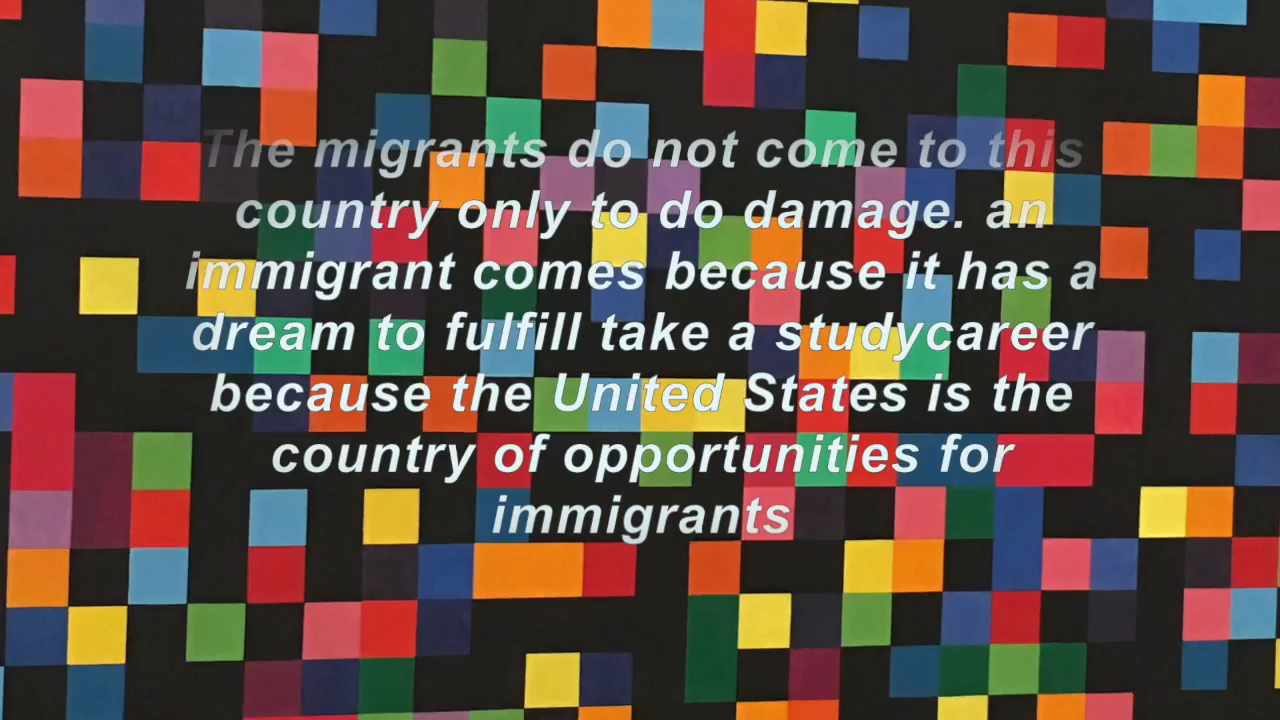 The migrants do not come to this
country only to do damage. an
immigrant comes because it has a
dream to fulfill take a studycareer
because the United States is the
country of opportunities for
immigrants